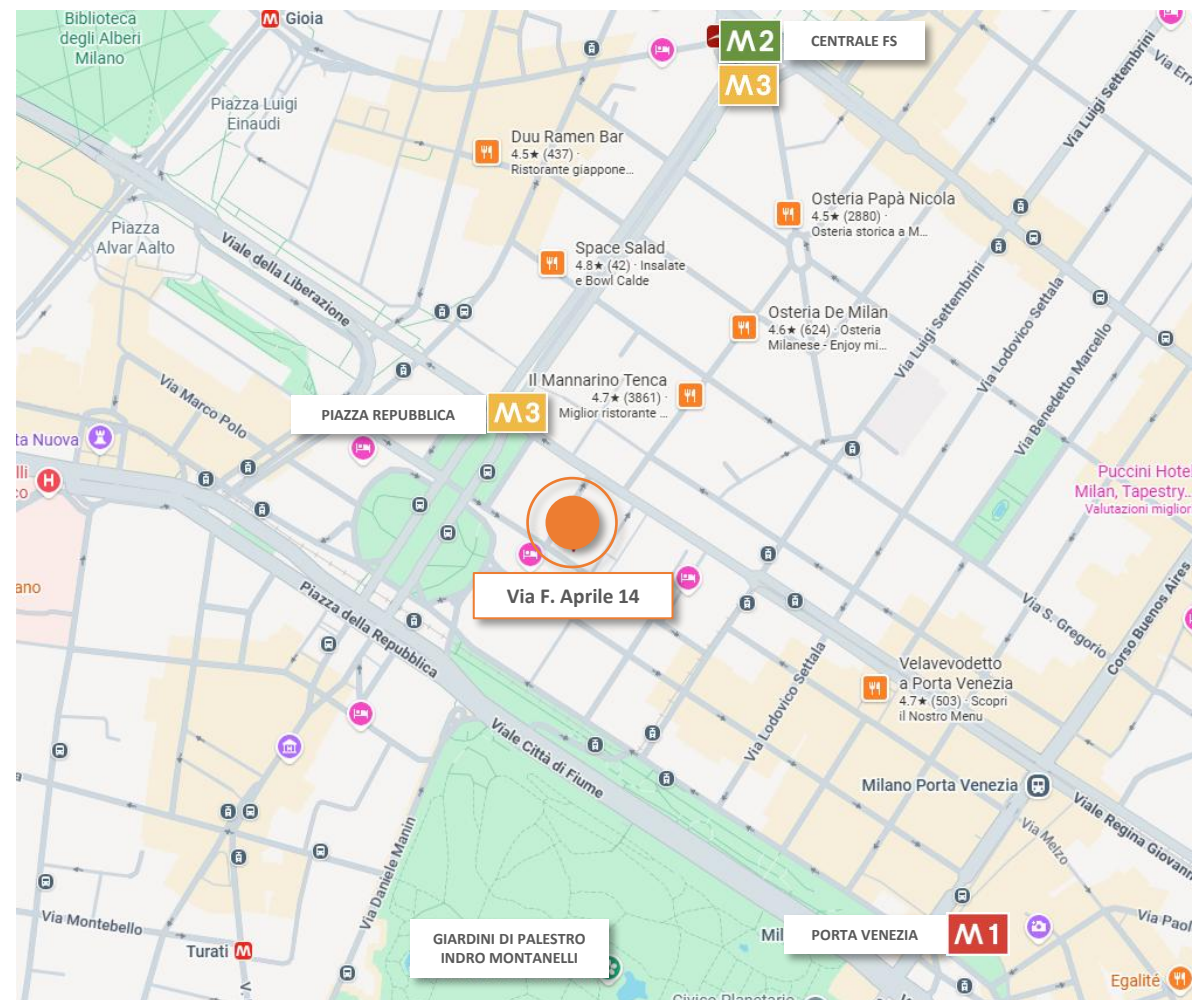 Biblioteca
degli Alberi
Milano
M Gioia
M2
CENTRALE FS
M3
Via Luigi Settembrini
Piazza Luigi
Einaudi
Duu Ramen Bar
4.5★ (437) ·
Ristorante giappone...
Osteria Papà Nicola
4.5★ (2880) ·
Osteria storica a M...
Piazza
Alvar Aalto
Viale della Liberazione
Space Salad
4.8★ (42) · Insalate
e Bowl Calde
Osteria De Milan
4.6★ (624) · Osteria
Milanese - Enjoy mi...
Via Luigi Settembrini
Via Lodovico Settala
Via Benedetto Marcello
Il Mannarino Tenca
4.7★ (3861) ·
Miglior ristorante ...
Via Marco Polo
PIAZZA REPUBBLICA
M3
ta Nuova
H
Puccini Hote
Milan, Tapestry...
Valutazioni miglior
ano
Via F. Aprile 14
Piazza della Repubblica
Via S. Gregorio
Corso Buenos Aires
Velavevodetto
a Porta Venezia
4.7★ (503) · Scopri
il Nostro Menu
Via Lodovico Settala
Viale Città di Fiume
Milano Porta Venezia
Viale Regina Giovann
Via Melzo
Via Daniele Manin
Via Montebello
Turati M
GIARDINI DI PALESTRO
INDRO MONTANELLI
Mil
PORTA VENEZIA
M1
Via Paol
Egalité